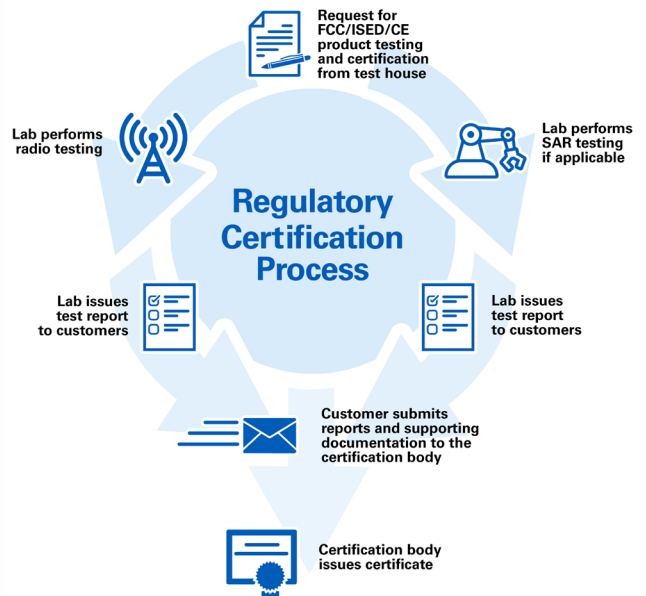 Request for
FCC/ISED/CE
product testing
and certification
from test house
Lab performs
radio testing
Lab performs
SAR testing
if applicable
Regulatory
Certification
Process
Lab issues
test report
to customers
Lab issues
test report
to customers
Customer submits
reports and supporting
documentation to the
certification body
Certification body
issues certificate